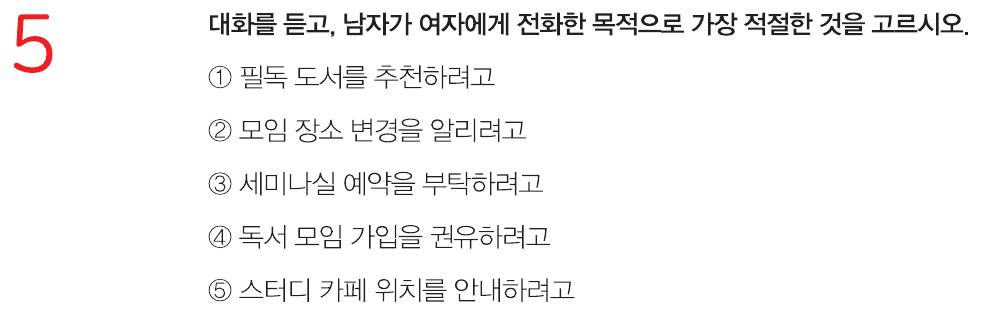 5
대화를 듣고, 남자가 여자에게 전화한 목적으로 가장 적절한 것을 고르시오.
① 필독 도서를 추천하려고
② 모임 장소 변경을 알리려고
③ 세미나실 예약을 부탁하려고
④ 독서 모임 가입을 권유하려고
⑤ 스터디 카페 위치를 안내하려고